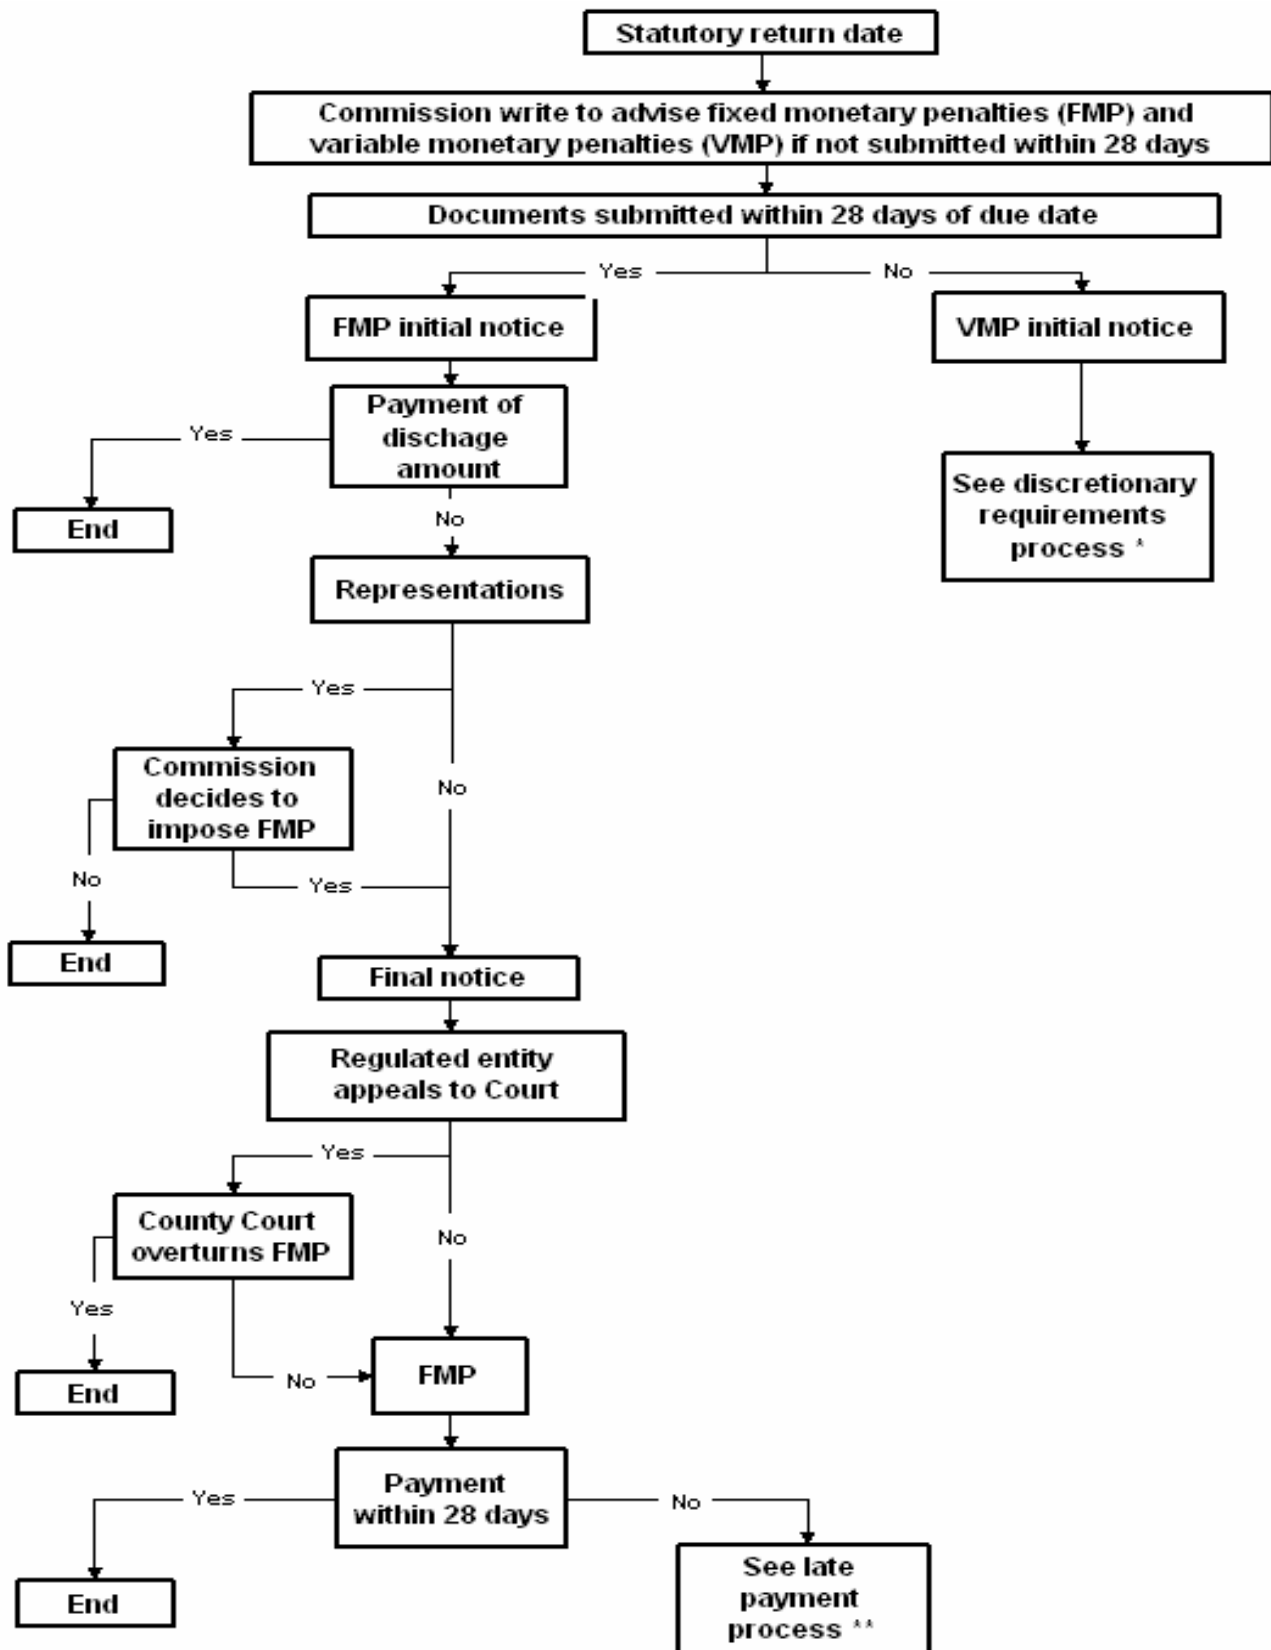 Statutory return date
Commission write to advise fixed monetary penalties (FMP) and
variable monetary penalties (VMP) if not submitted within 28 days
Documents submitted within 28 days of due date
Yes
No
FMP initial notice
VMP initial notice
Payment of
dischage
amount
Yes
End
No
See discretionary
requirements
process *
Representations
Yes
No
Commission
decides to
impose FMP
No
Yes
End
Final notice
Regulated entity
appeals to Court
Yes
No
County Court
overturns FMP
Yes
No
End
FMP
Payment
within 28 days
Yes
No
End
See late
payment
process **